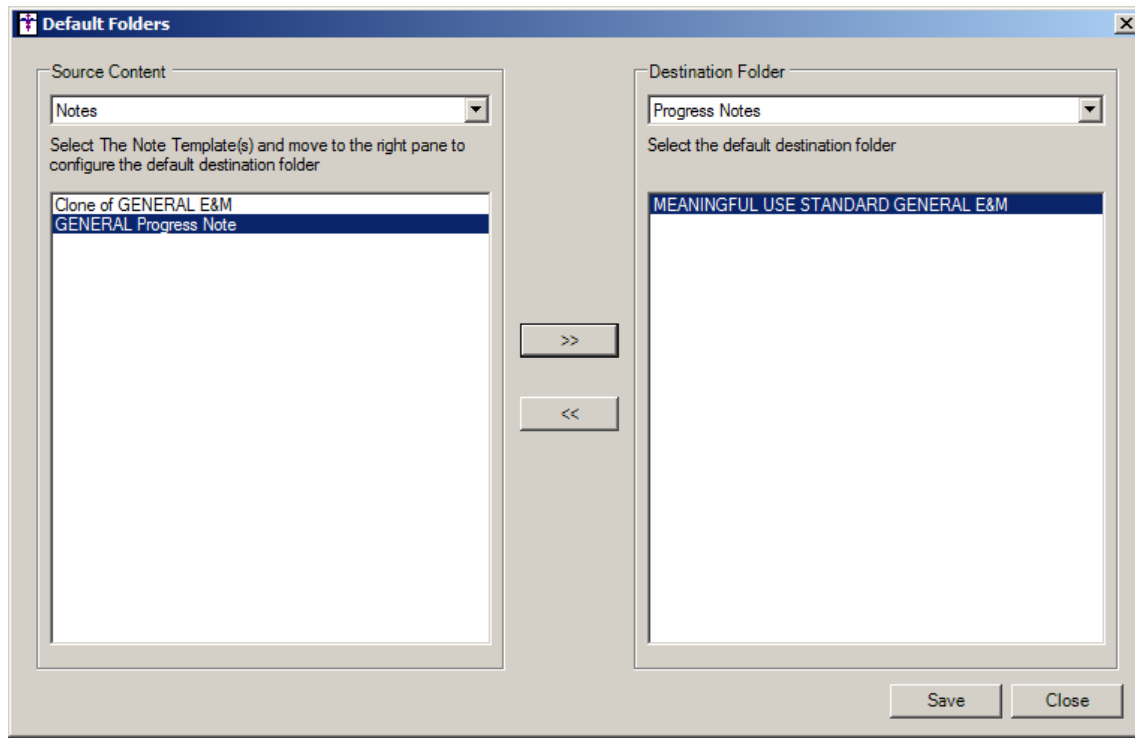 Default Folders
Source Content
Notes
Select The Note Template(s) and move to the right pane to
configure the default destination folder
Clone of GENERAL E&M
GENERAL Progress Note
>>
<<
Destination Folder
Progress Notes
Select the default destination folder
MEANINGFUL USE STANDARD GENERAL E&M
Save
Close